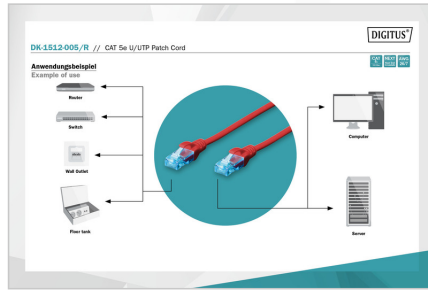 DIGITUS®
DK-1512-005/R // CAT 5e U/UTP Patch Cord
Anwendungsbeispiel
Example of use
Router
Switch
Wall Outlet
Floor tank
Computer
Server